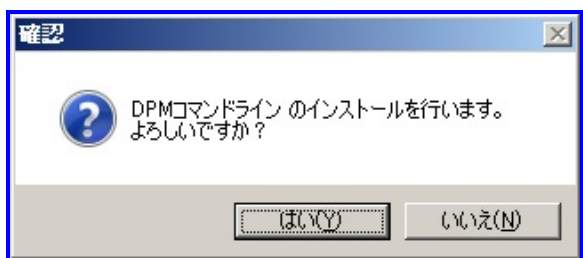 確認
DPMコマンドライン のインストールを行います。
よろしいですか？
はい(Y)
いいえ(N)